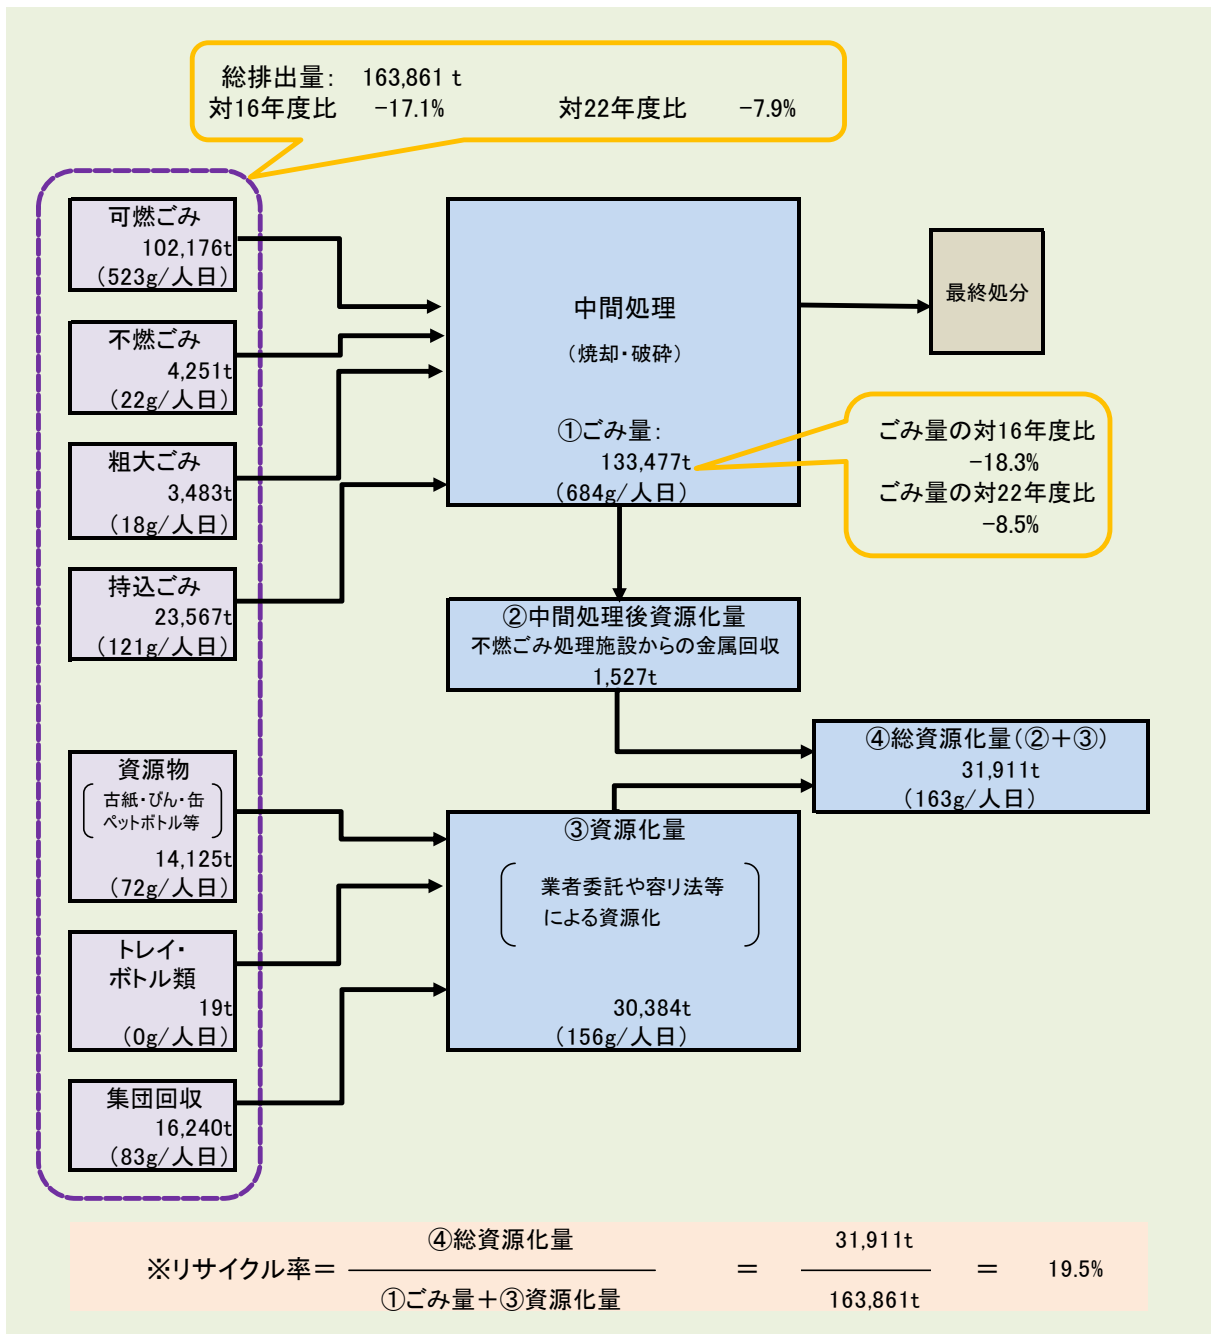 総排出量: 163,861 t
対16年度比 -17.1% 対22年度比 -7.9%
可燃ごみ
102,176t
(523g/人日)
不燃ごみ
4,251t
(22g/人日)
粗大ごみ
3,483t
(18g/人日)
持込ごみ
23,567t
(121g/人日)
資源物
古紙・びん・缶
ペットボトル等
14,125t
(72g/人日)
トレイ・
ボトル類
19t
(0g/人日)
集団回収
16,240t
(83g/人日)
中間処理
(焼却・破砕)
①ごみ量:
133,477t
(684g/人日)
最終処分
ごみ量の対16年度比
-18.3%
ごみ量の対22年度比
-8.5%
②中間処理後資源化量
不燃ごみ処理施設からの金属回収
1,527t
④総資源化量(②+③)
31,911t
(163g/人日)
③資源化量
業者委託や容リ法等
による資源化
30,384t
(156g/人日)
④総資源化量 31,911t
※リサイクル率= = = 19.5%
①ごみ量+③資源化量 163,861t